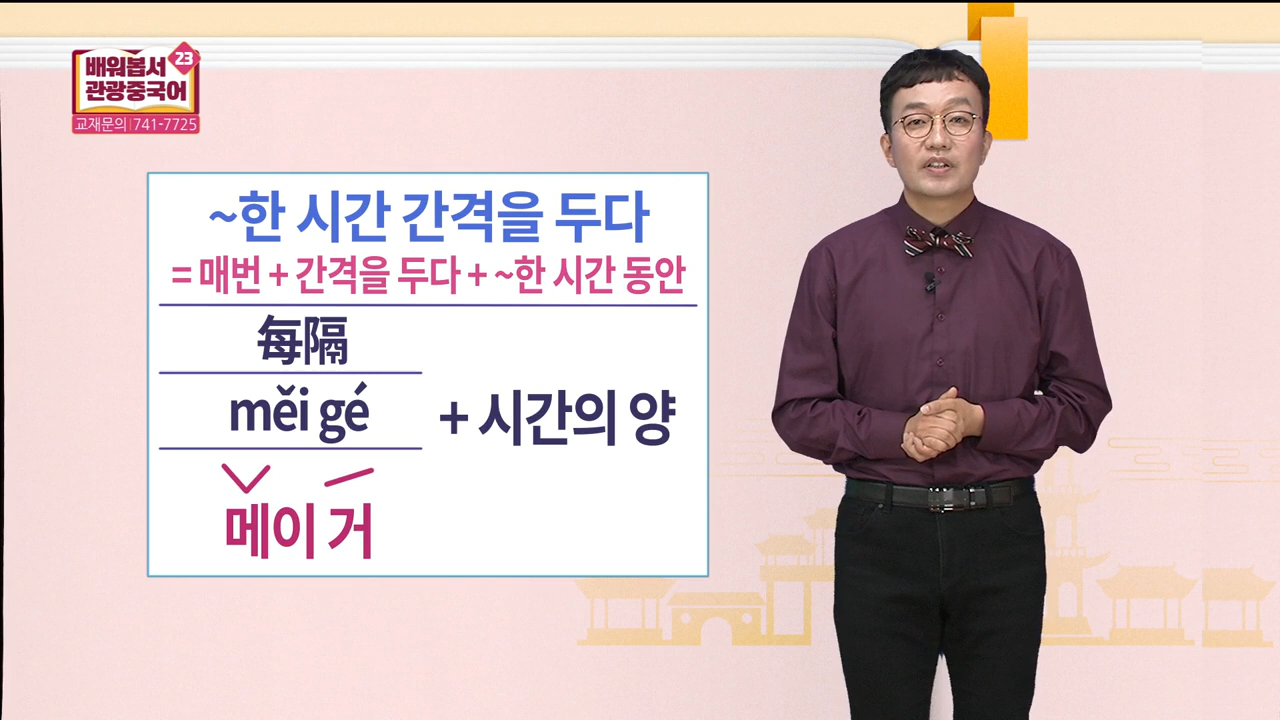 배워봅서 23
관광중국어
교재문의 | 741-7725
~한 시간 간격을 두다
= 매번 + 간격을 두다 + ~한 시간 동안
每隔
měi gé
+ 시간의 양
메이 거